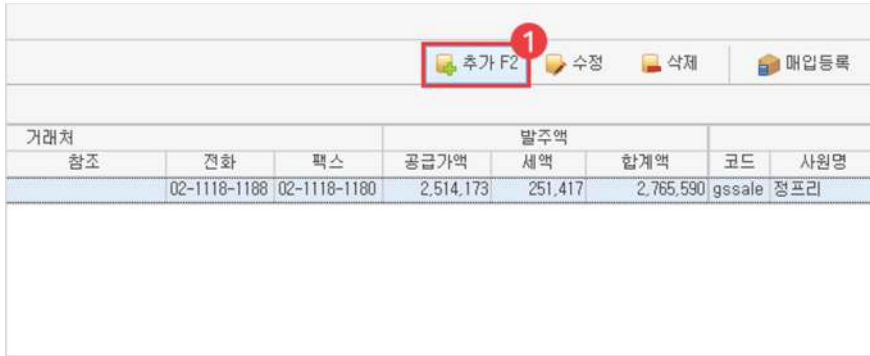 1
추가 F2 수정 삭제 매입등록
거래처 발주액
참조 전화 팩스 공급가액 세액 합계액 코드 사원명
02-1118-1188 02-1118-1180 2,514,173 251,417 2,765,590 gssale 정프리